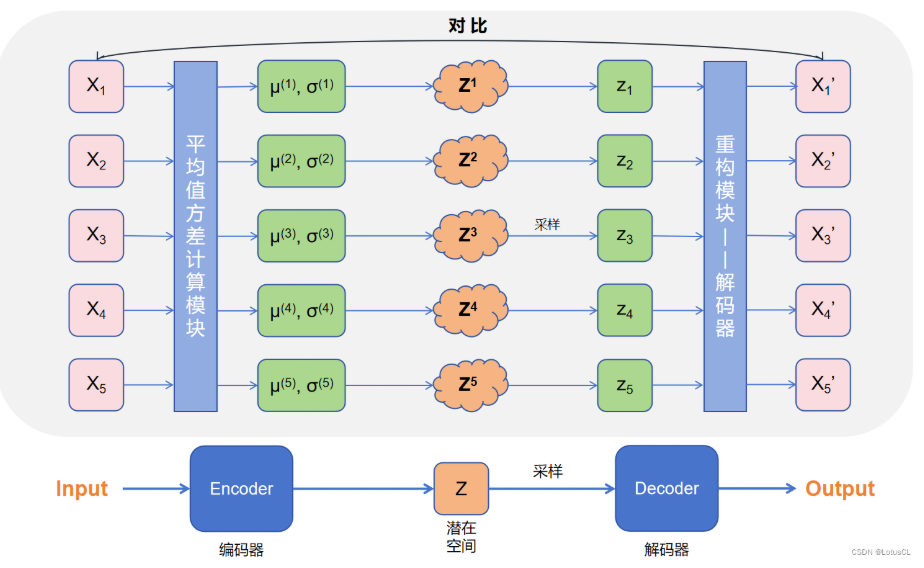 对比
X₁ μ⁽¹⁾, σ⁽¹⁾ Z¹ z₁ X₁’
X₂ μ⁽²⁾, σ⁽²⁾ Z² z₂ X₂’
X₃ μ⁽³⁾, σ⁽³⁾ Z³ 采样 z₃ X₃’
X₄ μ⁽⁴⁾, σ⁽⁴⁾ Z⁴ z₄ X₄’
X₅ μ⁽⁵⁾, σ⁽⁵⁾ Z⁵ z₅ X₅’
平均值方差计算模块
重构模块——解码器
Input Encoder Z 采样 Decoder Output
编码器
潜在
空间
解码器
CSDN @LotusCL